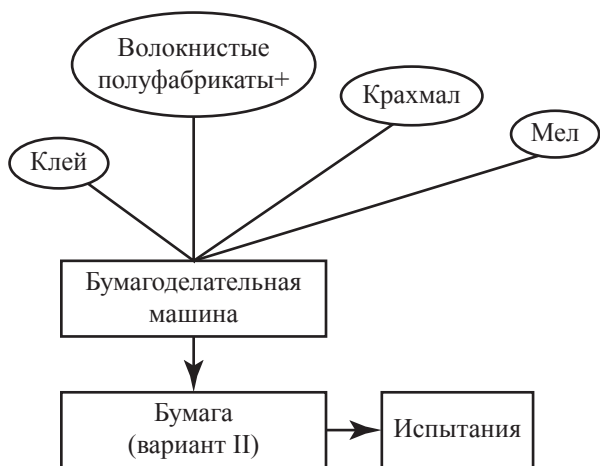 Волокнистые
полуфабрикаты+
Крахмал
Мел
Клей
Бумагоделательная
машина
Бумага
(вариант II)
Испытания